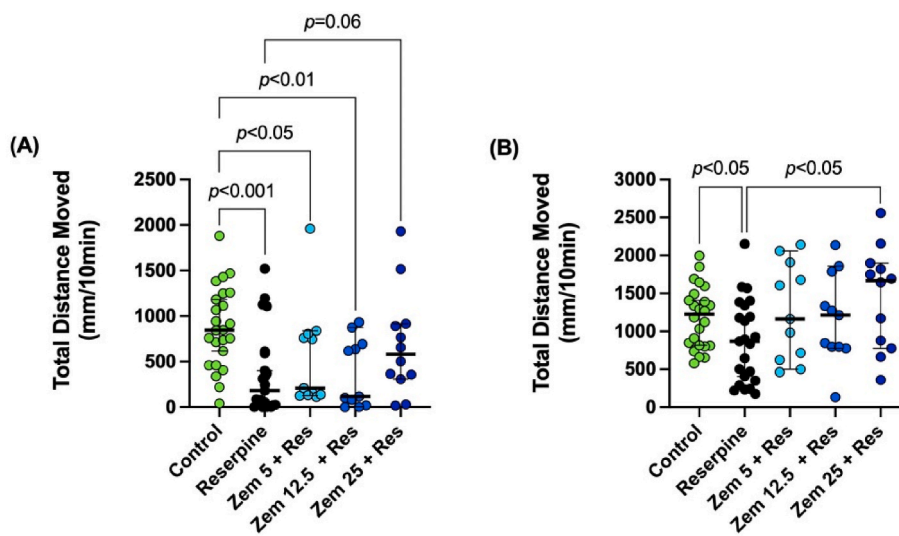 (A)
p=0.06
p<0.01
p<0.05
p<0.001
Total Distance Moved
(mm/10min)
2500
2000
1500
1000
500
0
Control
Reserpine
Zem 5 + Res
Zem 12.5 + Res
Zem 25 + Res
(B)
p<0.05
p<0.05
Total Distance Moved
(mm/10min)
3000
2500
2000
1500
1000
500
0
Control
Reserpine
Zem 5 + Res
Zem 12.5 + Res
Zem 25 + Res